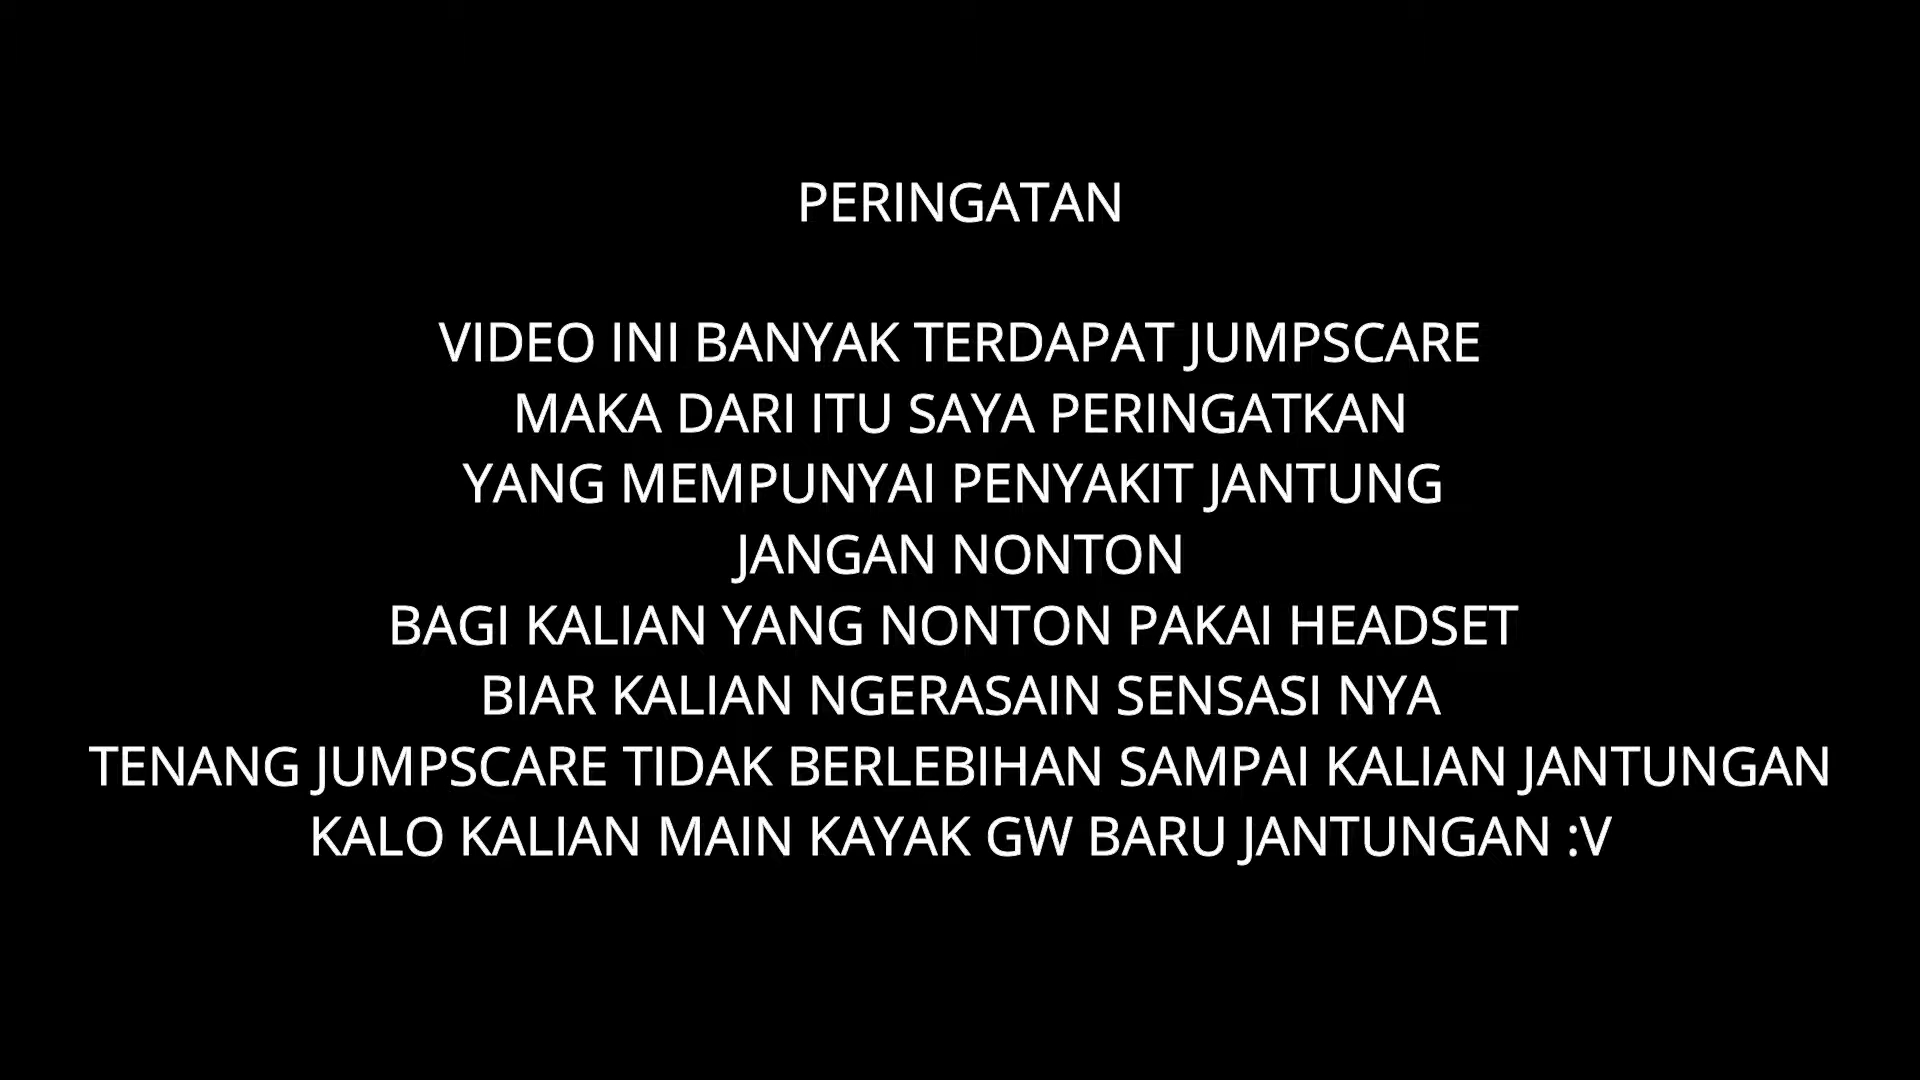 PERINGATAN
VIDEO INI BANYAK TERDAPAT JUMPSCARE
MAKA DARI ITU SAYA PERINGATKAN
YANG MEMPUNYAI PENYAKIT JANTUNG
JANGAN NONTON
BAGI KALIAN YANG NONTON PAKAI HEADSET
BIAR KALIAN NGERASAIN SENSASI NYA
TENANG JUMPSCARE TIDAK BERLEBIHAN SAMPAI KALIAN JANTUNGAN
KALO KALIAN MAIN KAYAK GW BARU JANTUNGAN :V